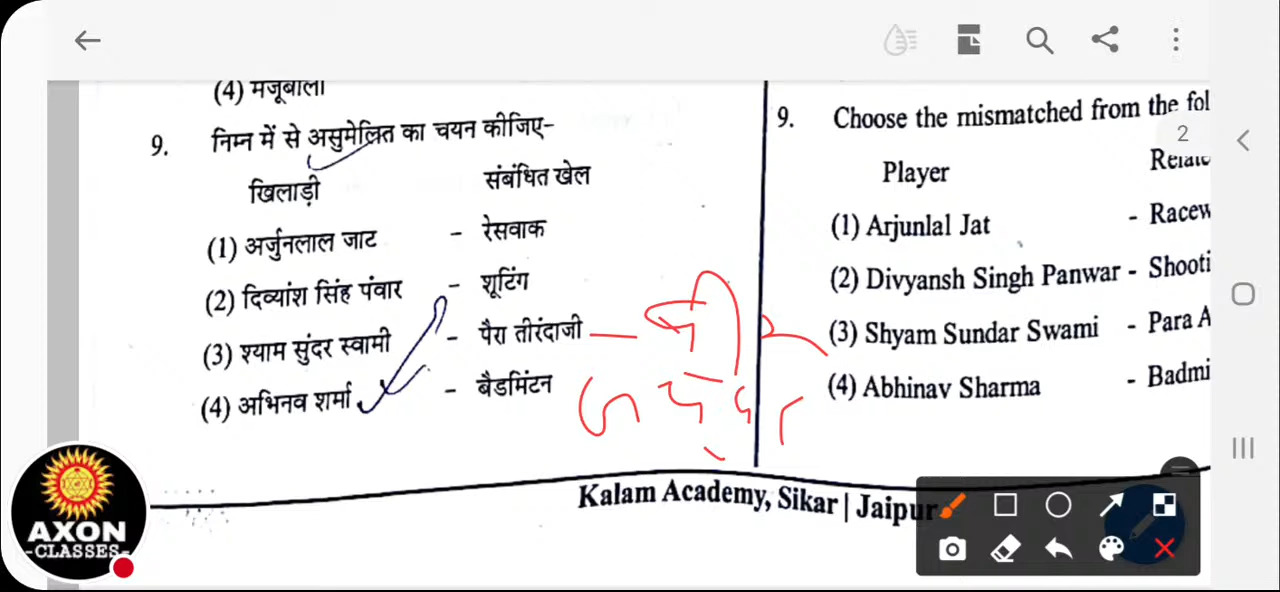 (4) मंजूबाला
9. निम्न में से असुमेलित का चयन कीजिए-
खिलाड़ी संबंधित खेल
(1) अर्जुनलाल जाट - रेसवाक
(2) दिव्यांश सिंह पंवार - शूटिंग
(3) श्याम सुंदर स्वामी - पैरा तीरंदाजी
(4) अभिनव शर्मा - बैडमिंटन
9. Choose the mismatched from the fol
2
Player Relate
(1) Arjunlal Jat - Racew
(2) Divyansh Singh Panwar - Shooti
(3) Shyam Sundar Swami - Para A
(4) Abhinav Sharma - Badmi
Kalam Academy, Sikar | Jaipur
AXON
-CLASSES-